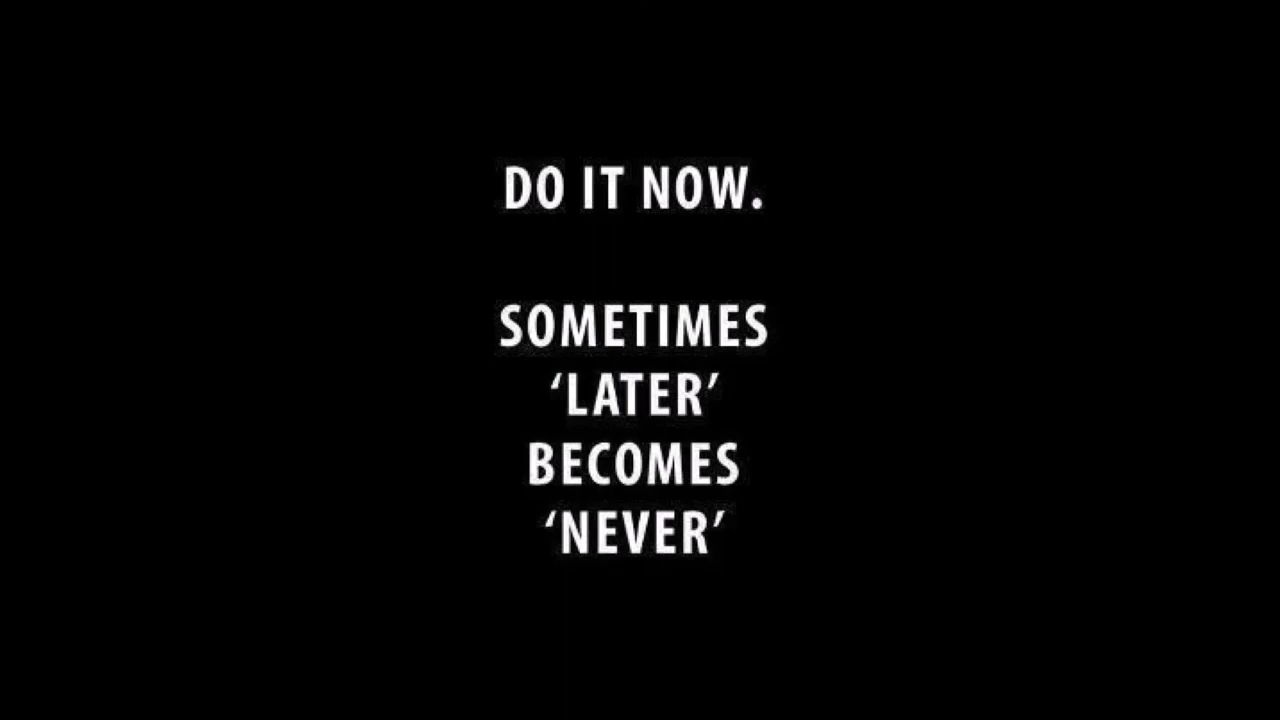 DO IT NOW.
SOMETIMES
‘LATER’
BECOMES
‘NEVER’